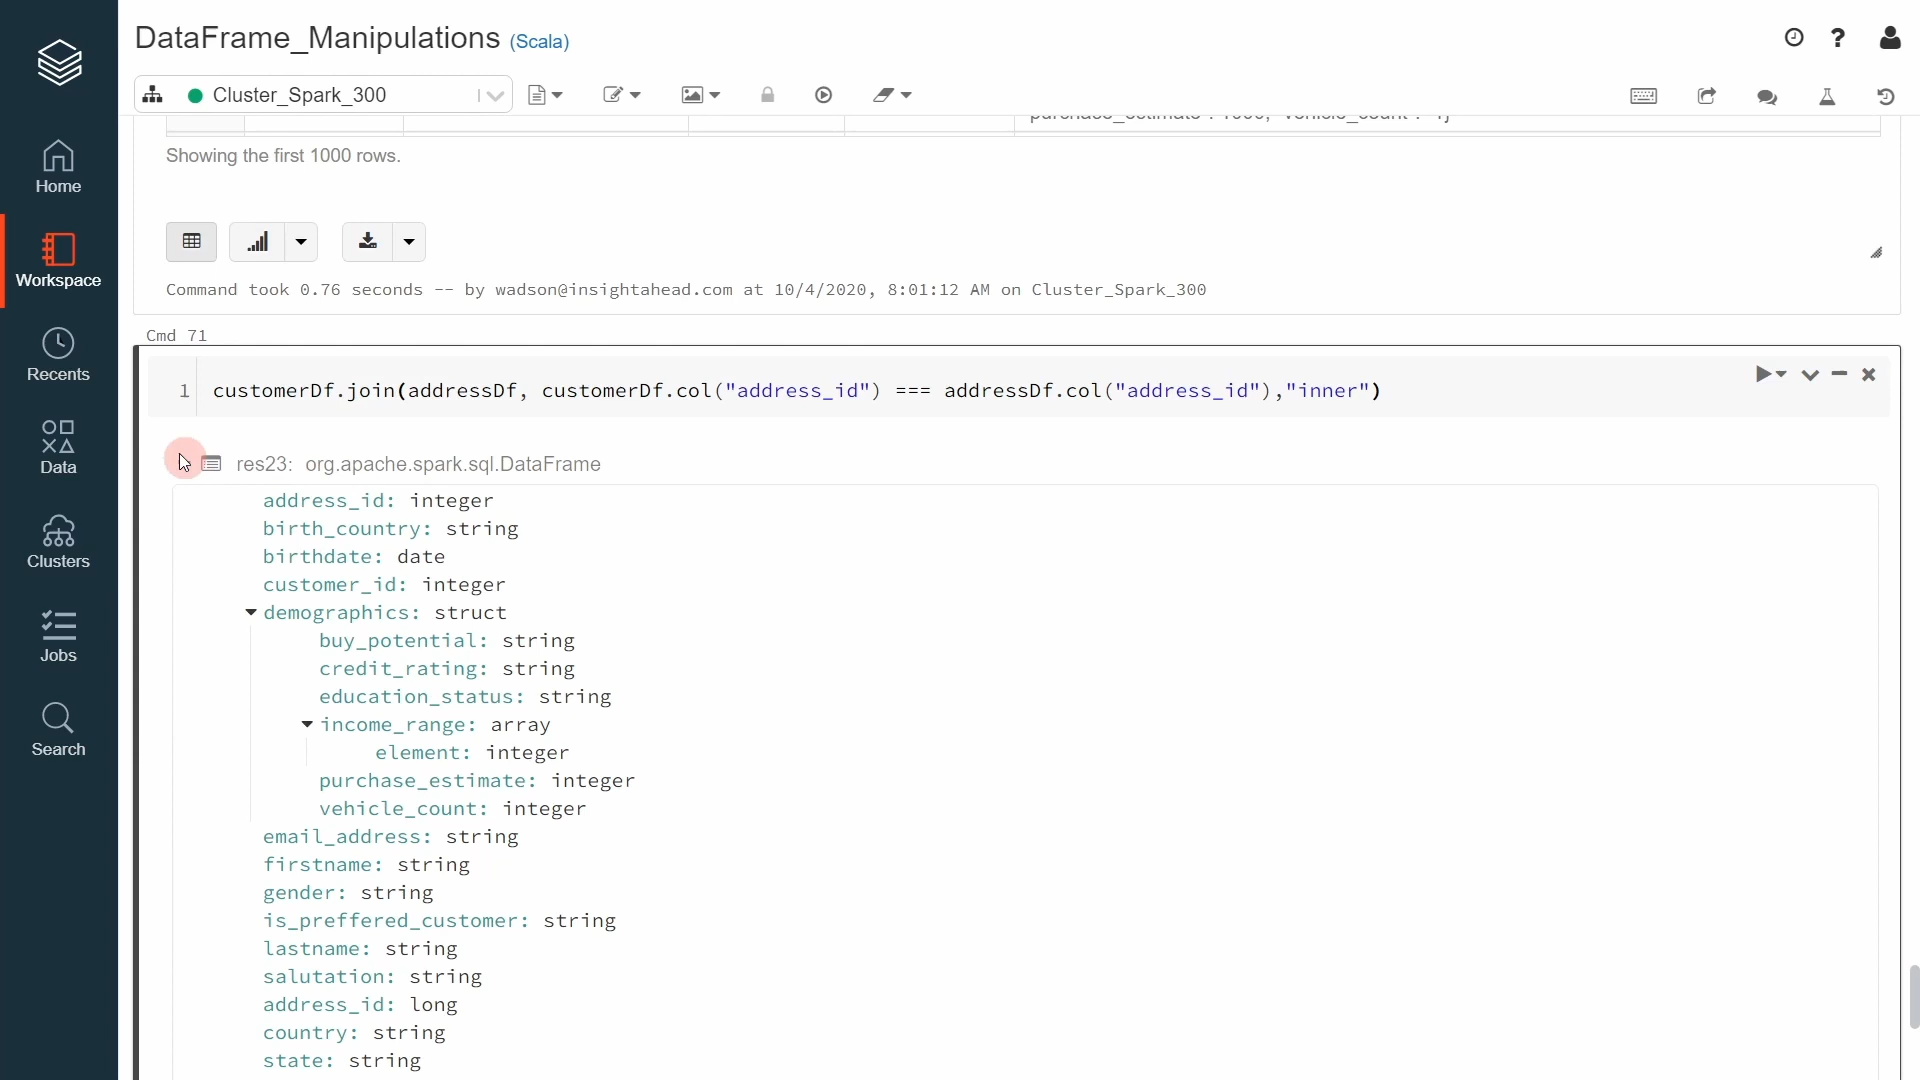 DataFrame_Manipulations (Scala)
Cluster_Spark_300
Home
Workspace
Recents
Data
Clusters
Jobs
Search
Showing the first 1000 rows.
Command took 0.76 seconds -- by wadson@insightahead.com at 10/4/2020, 8:01:12 AM on Cluster_Spark_300
Cmd 71
1 customerDf.join(addressDf, customerDf.col("address_id") === addressDf.col("address_id"),"inner")
res23: org.apache.spark.sql.DataFrame
address_id: integer
birth_country: string
birthdate: date
customer_id: integer
demographics: struct
buy_potential: string
credit_rating: string
education_status: string
income_range: array
element: integer
purchase_estimate: integer
vehicle_count: integer
email_address: string
firstname: string
gender: string
is_preffered_customer: string
lastname: string
salutation: string
address_id: long
country: string
state: string